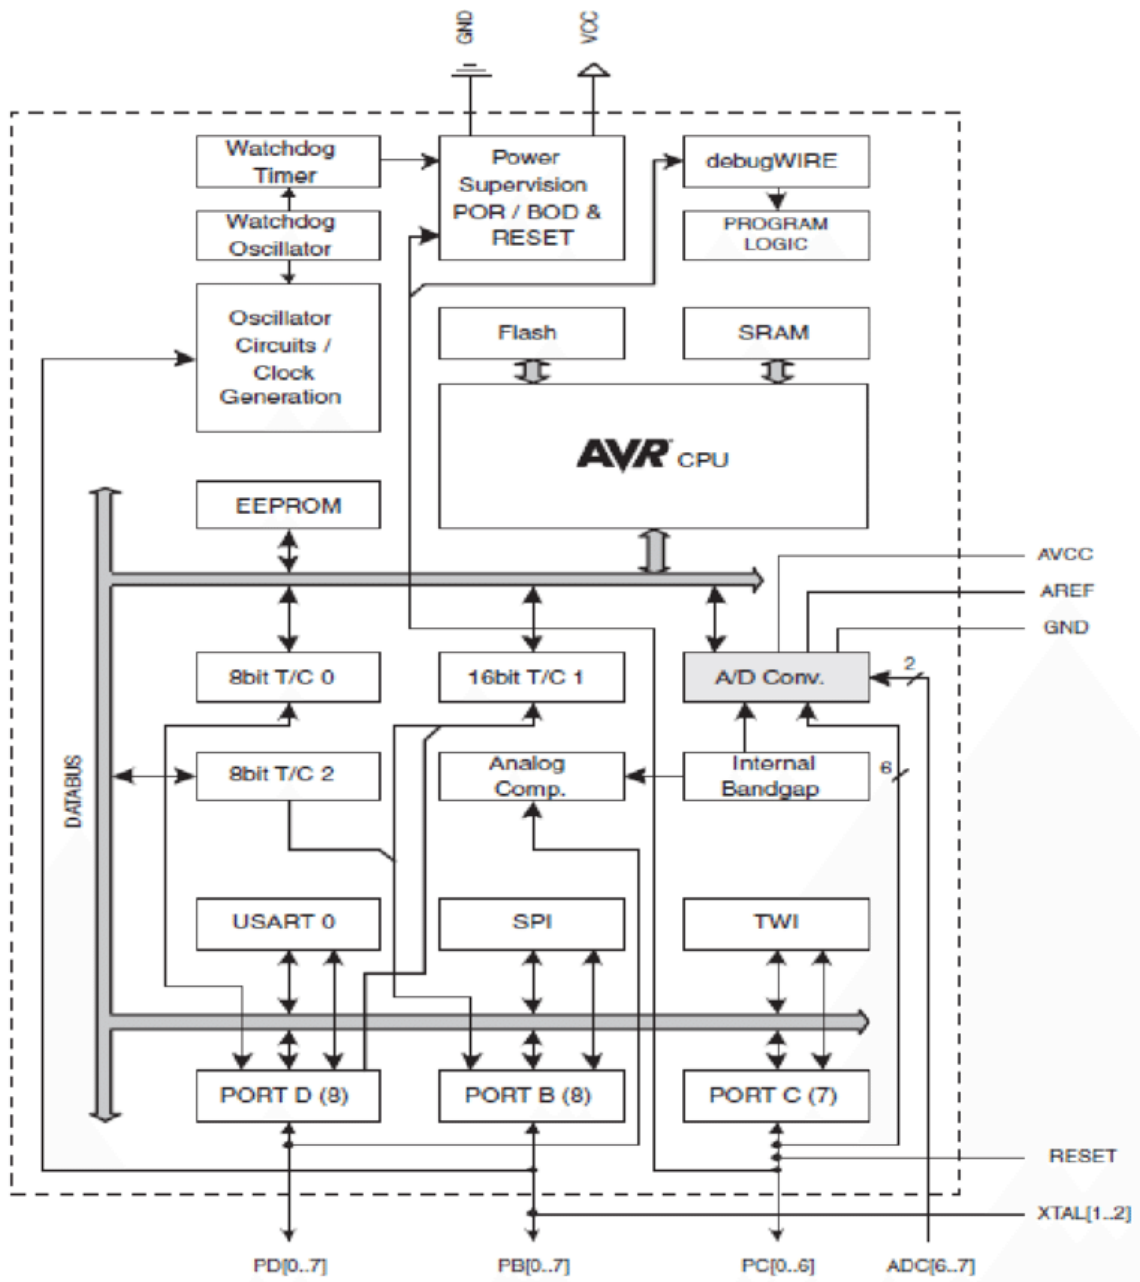 GND
VCC
Watchdog
Timer
Power
Supervision
POR / BOD &
RESET
debugWIRE
Watchdog
Oscillator
PROGRAM
LOGIC
Oscillator
Circuits /
Clock
Generation
Flash
SRAM
AVR CPU
EEPROM
AVCC
AREF
GND
8bit T/C 0
16bit T/C 1
A/D Conv.
2
DATABUS
8bit T/C 2
Analog
Comp.
Internal
Bandgap
6
USART 0
SPI
TWI
PORT D (8)
PORT B (8)
PORT C (7)
RESET
XTAL[1..2]
PD[0..7]
PB[0..7]
PC[0..6]
ADC[6..7]